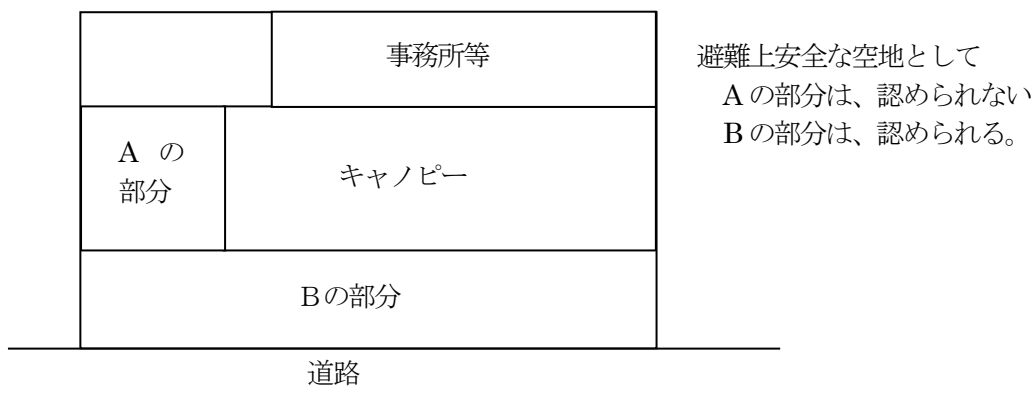 事務所等
避難上安全な空地として
Aの部分は、認められない
Bの部分は、認められる。
A の
部分
キャノピー
Bの部分
道路